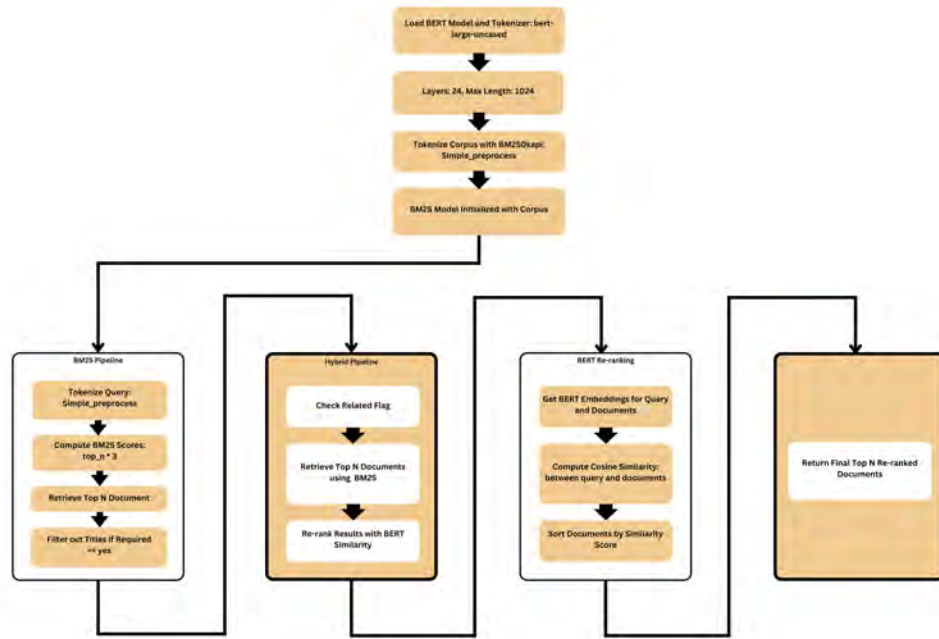 Load BERT Model and Tokenizer: bert-
large-uncased
Layers: 24, Max Length: 1024
Tokenize Corpus with BM25Okapi:
Simple_preprocess
BM25 Model Initialized with Corpus
BM25 Pipeline
Tokenize Query:
Simple_preprocess
Compute BM25 Scores:
top_n * 3
Retrieve Top N Document
Filter out Titles if Required
== yes
Hybrid Pipeline
Check Related Flag
Retrieve Top N Documents
using BM25
Re-rank Results with BERT
Similarity
BERT Re-ranking
Get BERT Embeddings for Query
and Documents
Compute Cosine Similarity:
between query and documents
Sort Documents by Similarity
Score
Return Final Top N Re-ranked
Documents